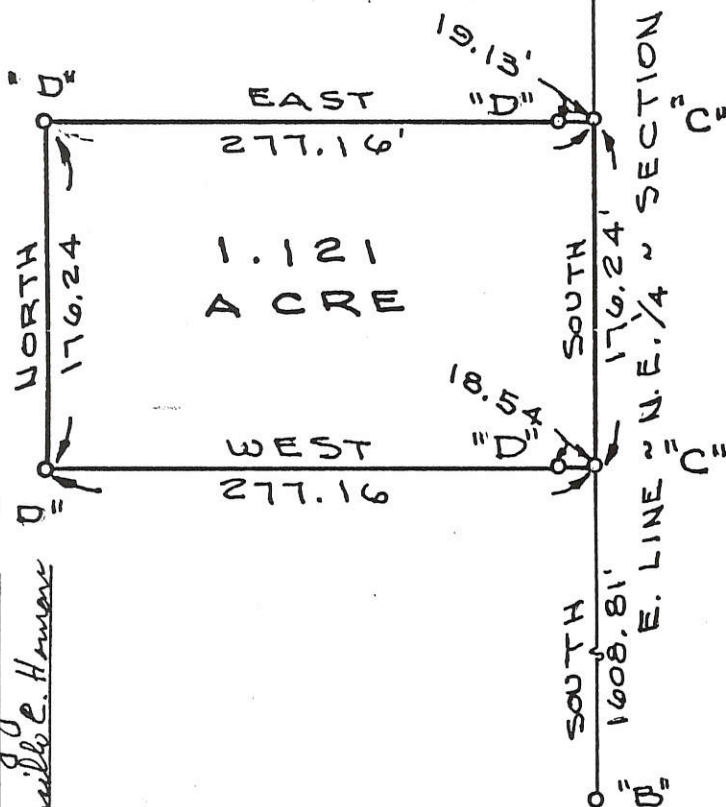 19.13'
"D"
EAST
"D"
"C"
277.16'
1.121
ACRE
NORTH
176.24
SOUTH
176.24'
E. LINE ~ N.E. 1/4 ~ SECTION
18.54
WEST
"D"
"C"
277.16
D"
C. Homann
SOUTH
1608.81'
"B"